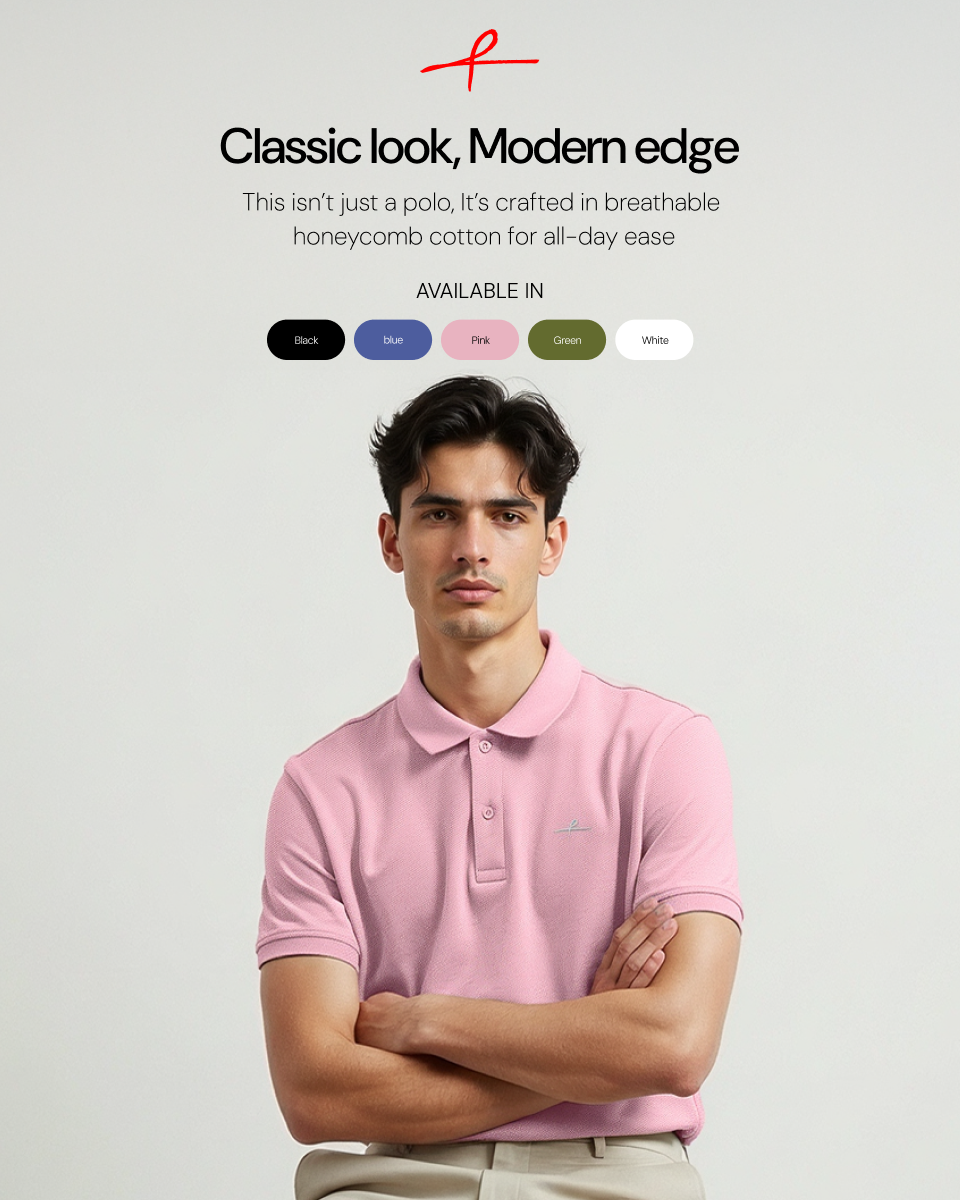 Classic look, Modern edge
This isn’t just a polo, It’s crafted in breathable
honeycomb cotton for all-day ease
AVAILABLE IN
Black blue Pink Green White